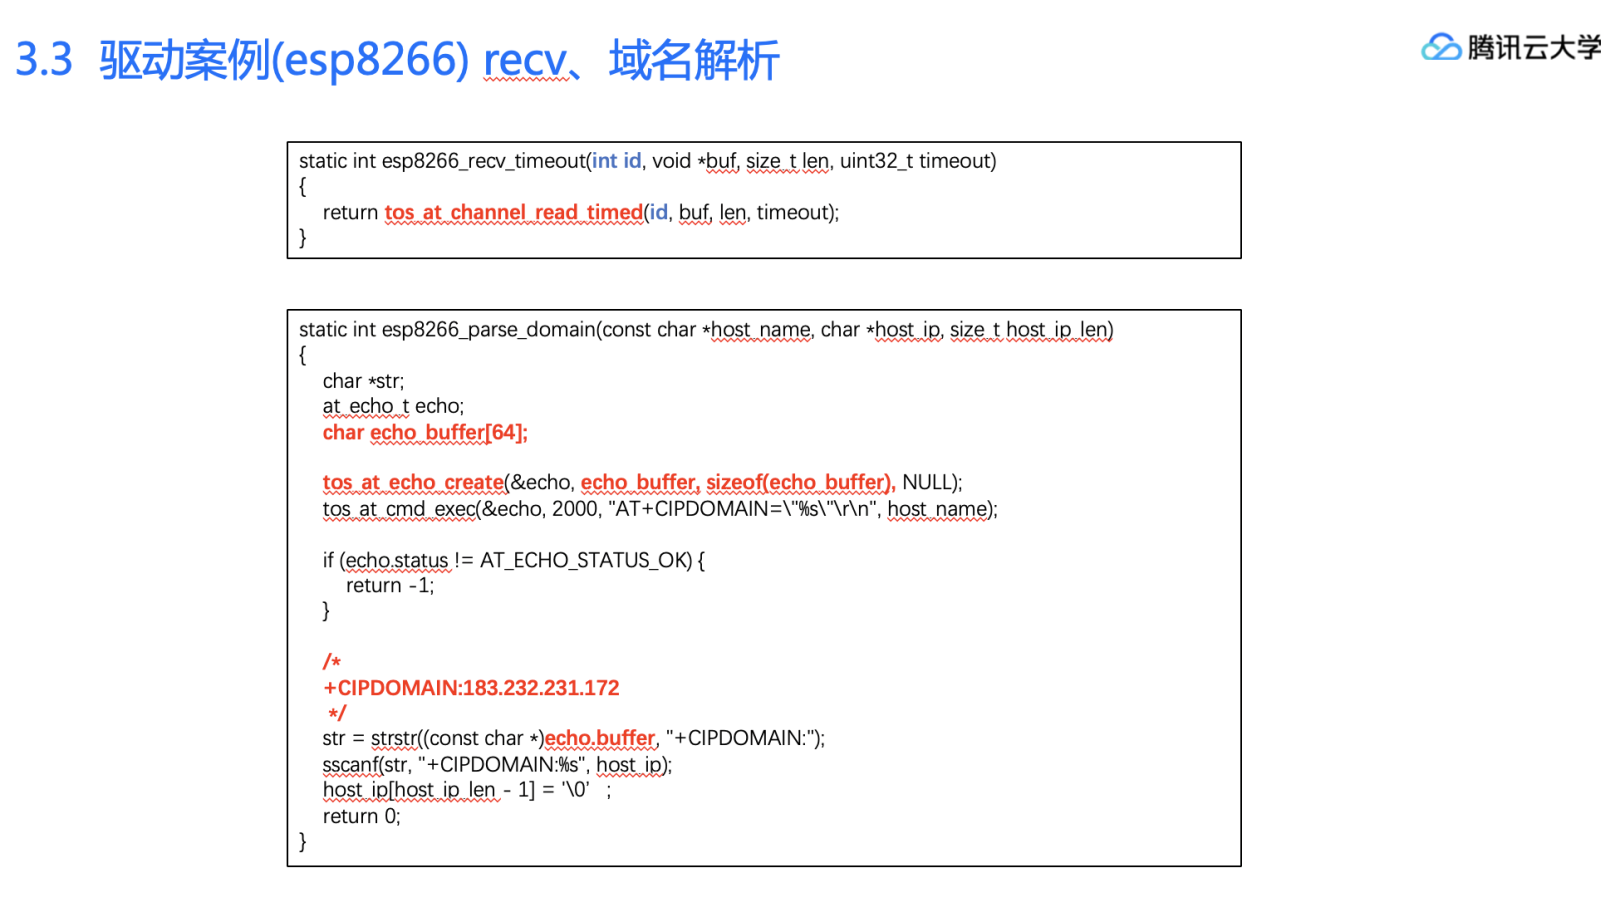 3.3 驱动案例(esp8266) recv、域名解析
腾讯云大学
static int esp8266_recv_timeout(int id, void *buf, size_t len, uint32_t timeout)
{
return tos_at_channel_read_timed(id, buf, len, timeout);
}
static int esp8266_parse_domain(const char *host_name, char *host_ip, size_t host_ip_len)
{
char *str;
at_echo_t echo;
char echo_buffer[64];
tos_at_echo_create(&echo, echo_buffer, sizeof(echo_buffer), NULL);
tos_at_cmd_exec(&echo, 2000, "AT+CIPDOMAIN=\"%s\"\r\n", host_name);
if (echo.status != AT_ECHO_STATUS_OK) {
return -1;
}
/*
+CIPDOMAIN:183.232.231.172
*/
str = strstr((const char *)echo.buffer, "+CIPDOMAIN:");
sscanf(str, "+CIPDOMAIN:%s", host_ip);
host_ip[host_ip_len - 1] = '\0' ;
return 0;
}